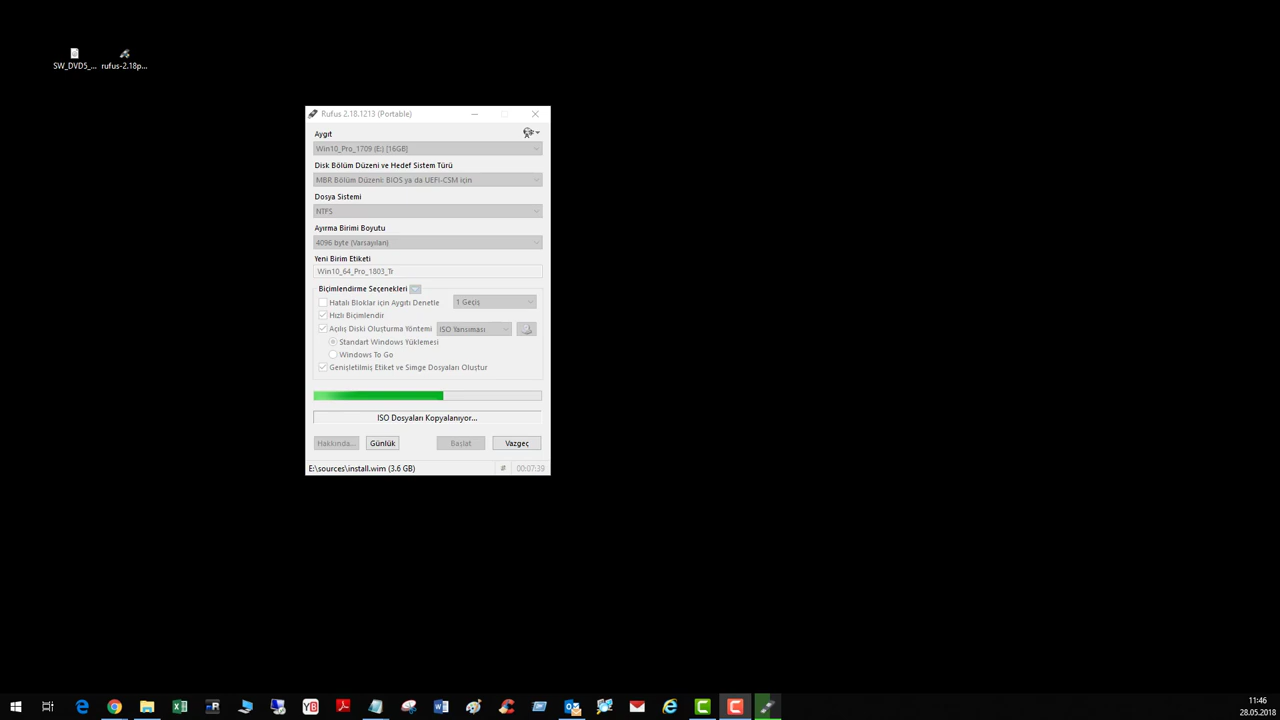 SW_DVD5_...
rufus-2.18p...
Rufus 2.18.1213 (Portable)
Aygıt
Win10_Pro_1709 (E:) [16GB]
Disk Bölüm Düzeni ve Hedef Sistem Türü
MBR Bölüm Düzeni: BIOS ya da UEFI-CSM için
Dosya Sistemi
NTFS
Ayırma Birimi Boyutu
4096 byte (Varsayılan)
Yeni Birim Etiketi
Win10_64_Pro_1803_Tr
Biçimlendirme Seçenekleri
Hatalı Bloklar için Aygıtı Denetle
1 Geçiş
Hızlı Biçimlendir
Açılış Diski Oluşturma Yöntemi
ISO Yansıması
Standart Windows Yüklemesi
Windows To Go
Genişletilmiş Etiket ve Simge Dosyaları Oluştur
ISO Dosyaları Kopyalanıyor...
Hakkında...
Günlük
Başlat
Vazgeç
E:\sources\install.wim (3.6 GB)
#
00:07:39
YB
11:46
28.05.2018